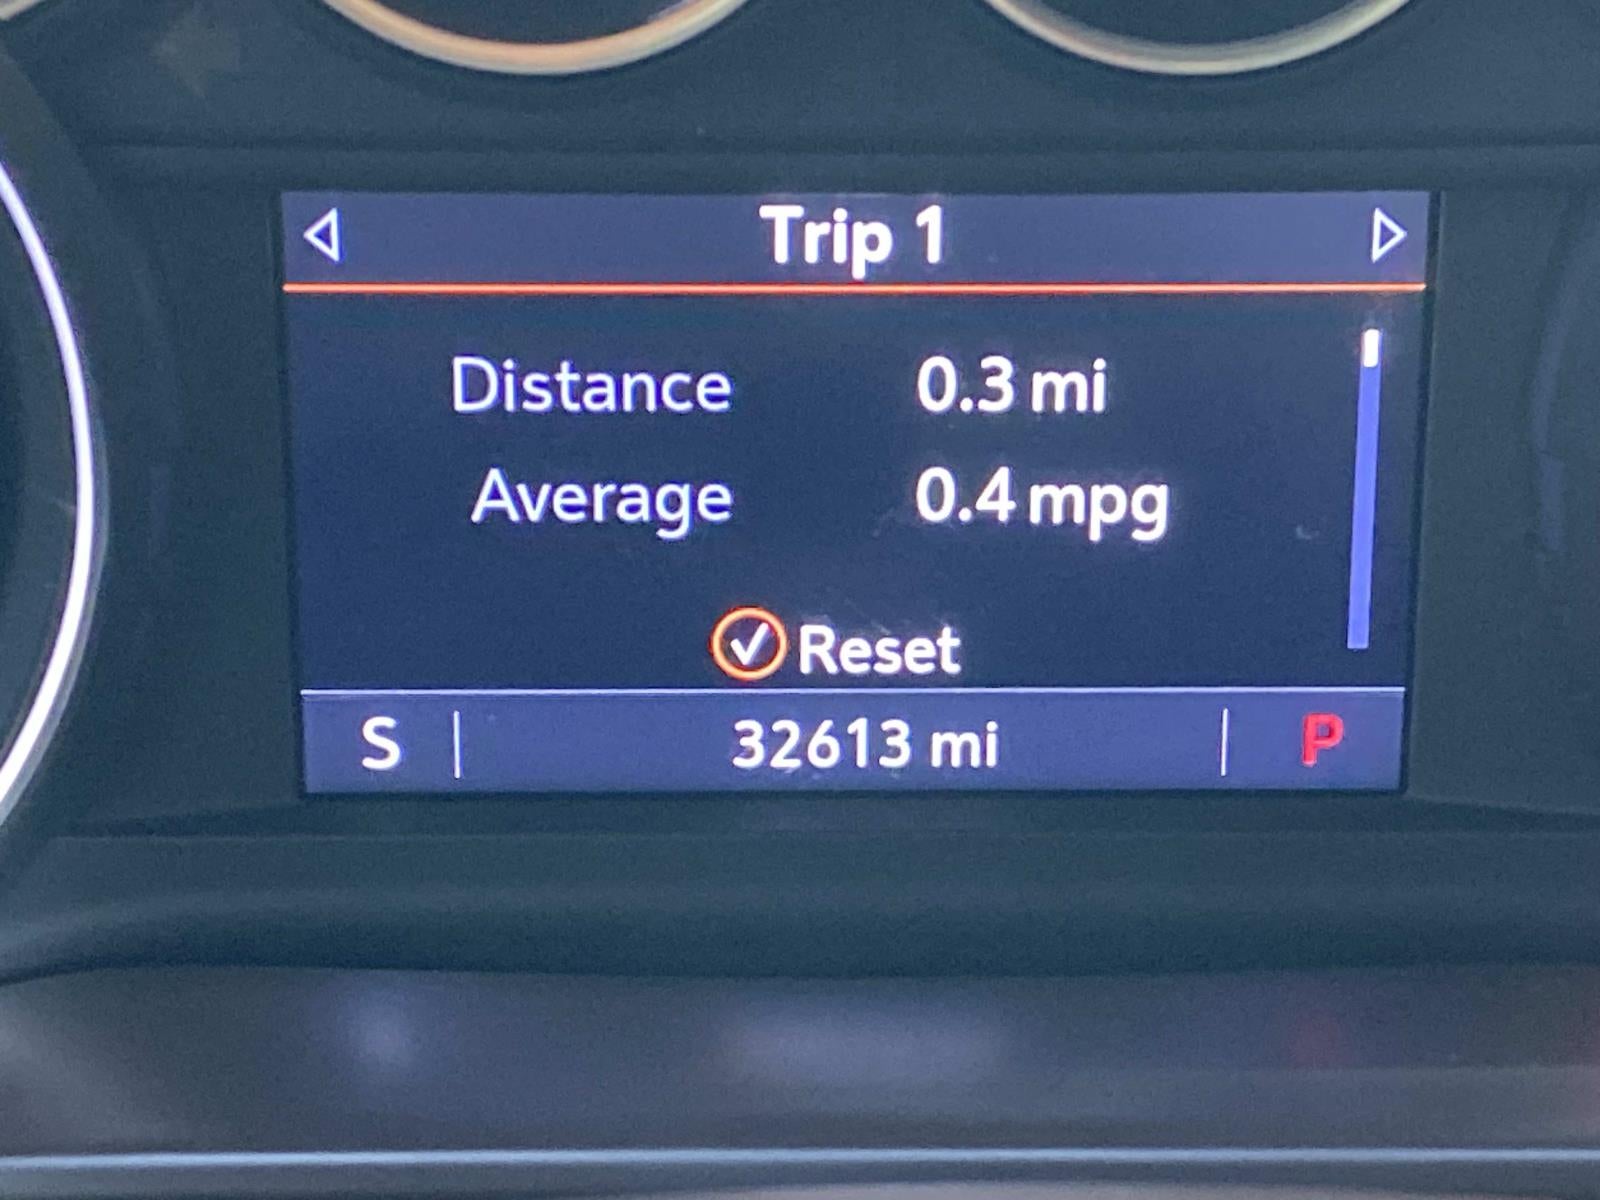 Trip 1
Distance 0.3 mi
Average 0.4 mpg
Reset
S 32613 mi P